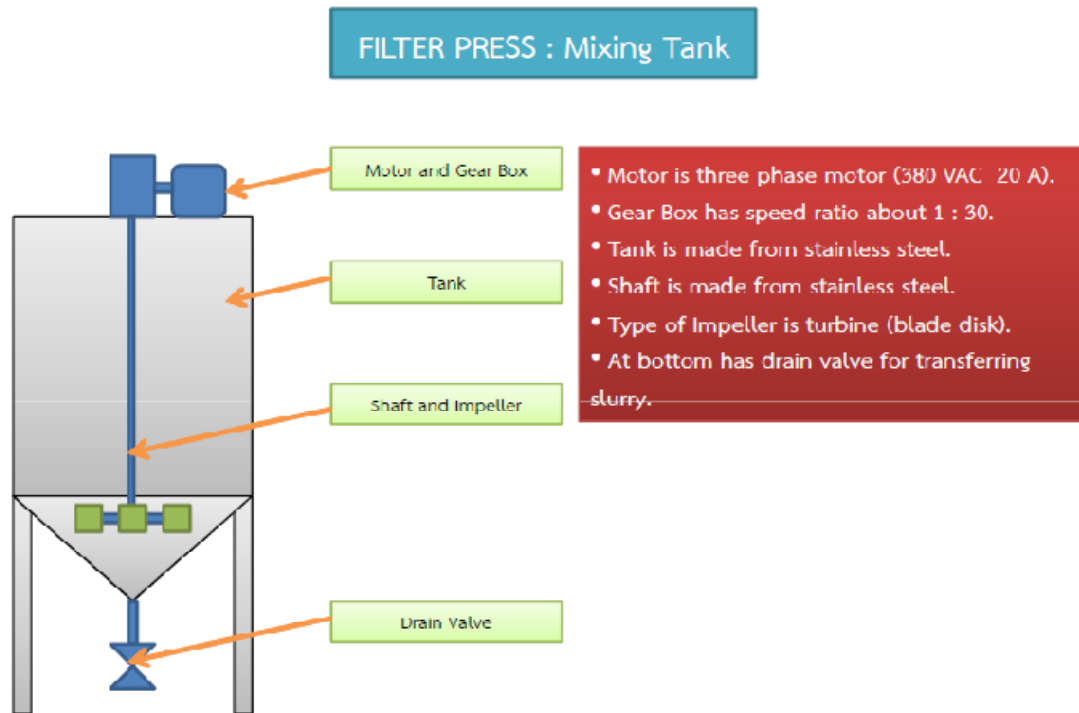 FILTER PRESS : Mixing Tank
Motor and Gear Box
Tank
Shaft and Impeller
Drain Valve
• Motor is three phase motor (380 VAC 20 A).
• Gear Box has speed ratio about 1 : 30.
• Tank is made from stainless steel.
• Shaft is made from stainless steel.
• Type of Impeller is turbine (blade disk).
• At bottom has drain valve for transferring
slurry.